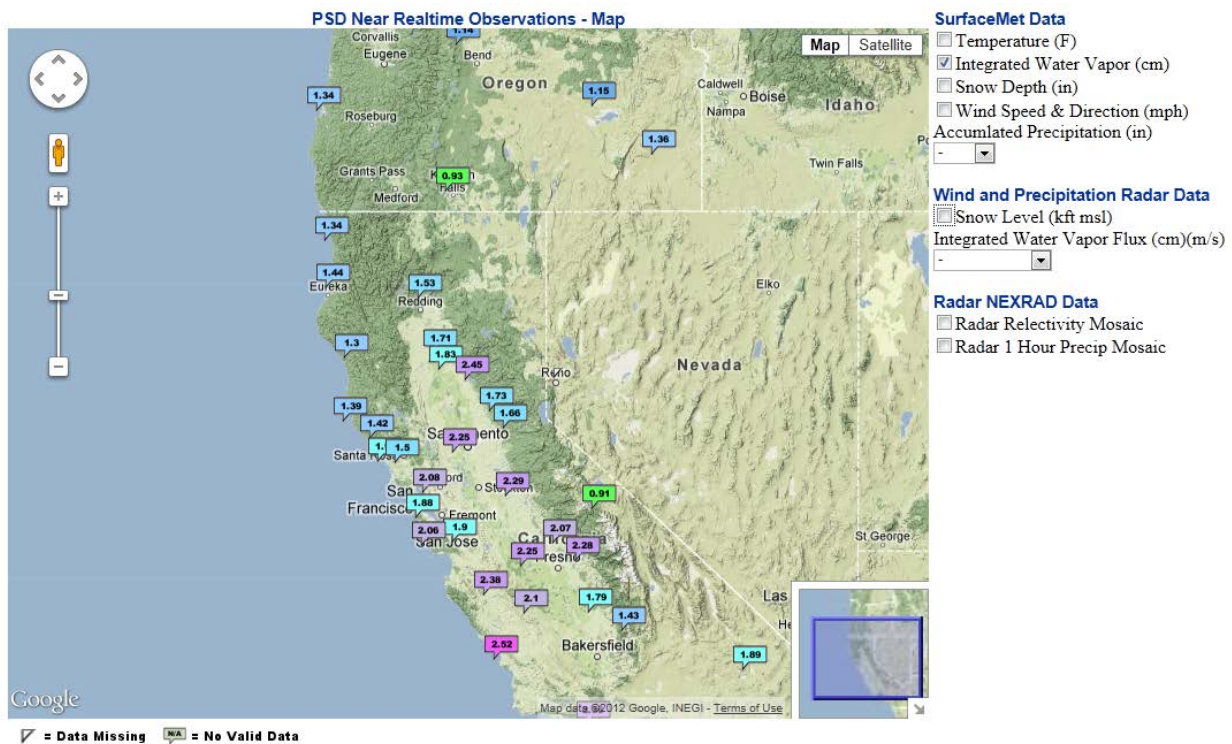 PSD Near Realtime Observations - Map
1.14
Corvallis
Eugene
Bend
Map
Satellite
Oregon
Caldwell
Boise
Idaho
Nampa
1.15
1.34
Roseburg
1.36
Twin Falls
Grants Pass
0.93
Falls
Medford
1.34
1.44
Eureka
1.53
Redding
Elko
1.3
1.71
1.83
2.45
Reno
Nevada
1.73
1.66
1.39
1.42
2.25
1.5
Santa
2.08
2.29
San
Francisco
0.91
1.88
Fremont
2.06
1.9
San Jose
2.07
2.25
2.28
Fresno
St George
2.38
2.1
1.79
1.43
Las
2.52
Bakersfield
1.89
Google
Map data ©2012 Google, INEGI - Terms of Use
= Data Missing
N/A = No Valid Data
SurfaceMet Data
Temperature (F)
Integrated Water Vapor (cm)
Snow Depth (in)
Wind Speed & Direction (mph)
Accumlated Precipitation (in)
-
Wind and Precipitation Radar Data
Snow Level (kft msl)
Integrated Water Vapor Flux (cm)(m/s)
-
Radar NEXRAD Data
Radar Relectivity Mosaic
Radar 1 Hour Precip Mosaic